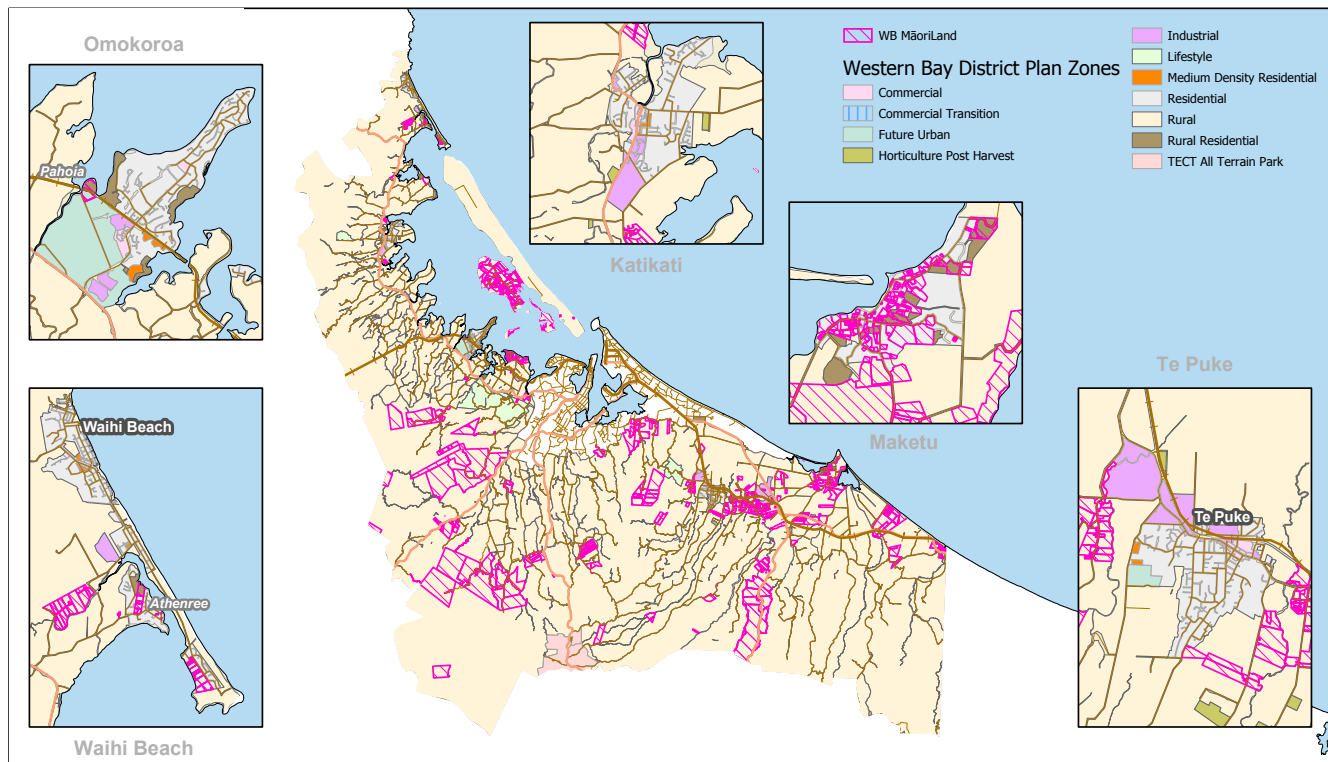 Omokoroa
Pahoia
Waihi Beach
Athenree
Waihi Beach
Katikati
WB MāoriLand
Western Bay District Plan Zones
Commercial
Commercial Transition
Future Urban
Horticulture Post Harvest
Industrial
Lifestyle
Medium Density Residential
Residential
Rural
Rural Residential
TECT All Terrain Park
Maketu
Te Puke
Te Puke